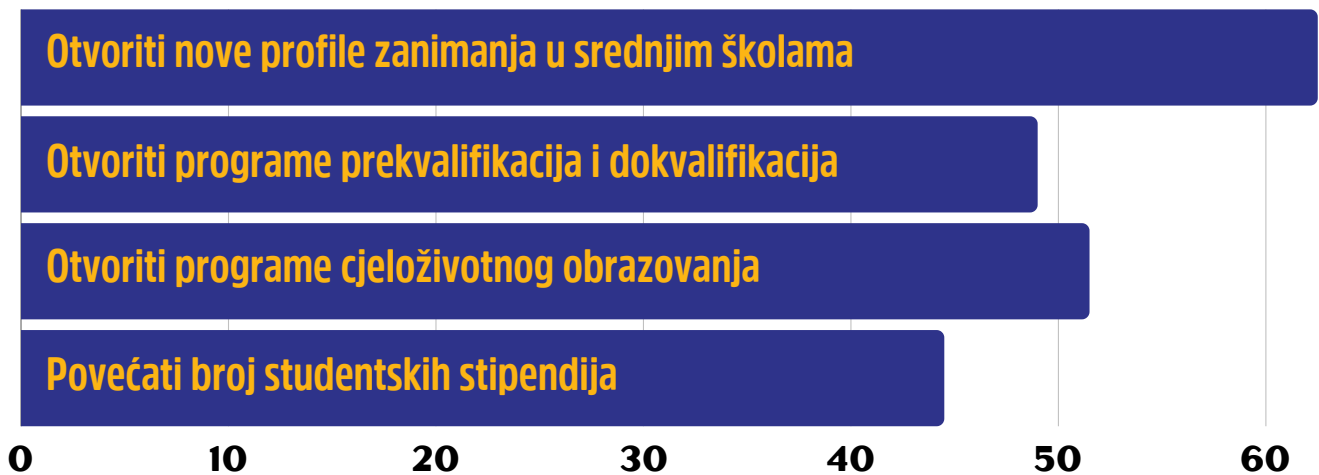 Otvoriti nove profile zanimanja u srednjim školama
Otvoriti programe prekvalifikacija i dokvalifikacija
Otvoriti programe cjeloživotnog obrazovanja
Povećati broj studentskih stipendija
0 10 20 30 40 50 60